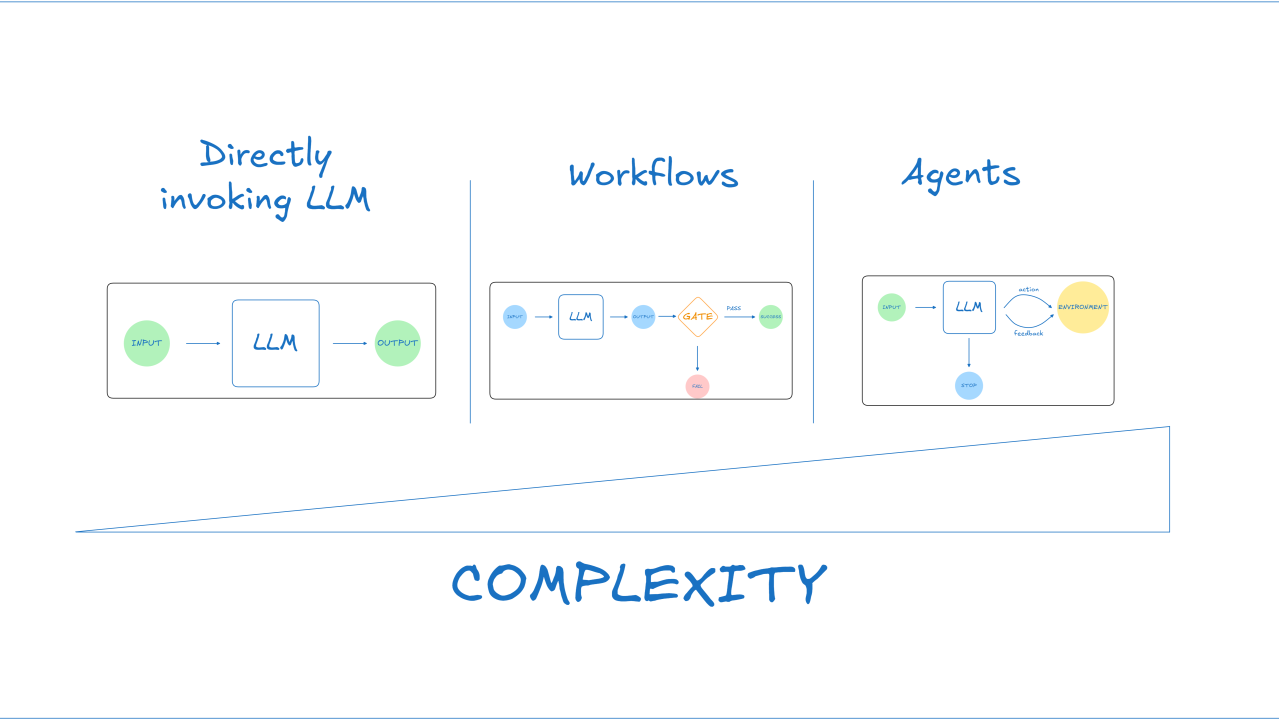 Directly
invoking LLM
Workflows
Agents
INPUT
LLM
OUTPUT
INPUT
LLM
OUTPUT
GATE
PASS
SUCCESS
FAIL
INPUT
LLM
action
feedback
ENVIRONMENT
STOP
COMPLEXITY